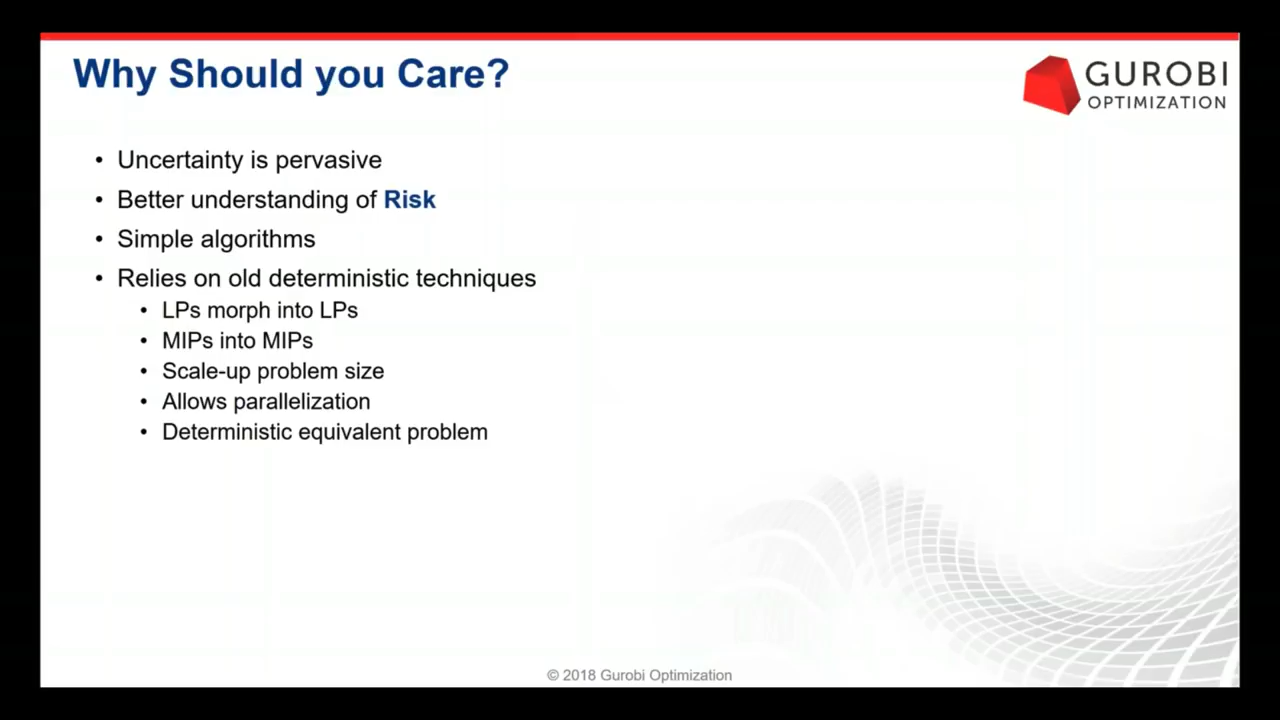 Why Should you Care?
GUROBI
OPTIMIZATION
• Uncertainty is pervasive
• Better understanding of Risk
• Simple algorithms
• Relies on old deterministic techniques
• LPs morph into LPs
• MIPs into MIPs
• Scale-up problem size
• Allows parallelization
• Deterministic equivalent problem
© 2018 Gurobi Optimization